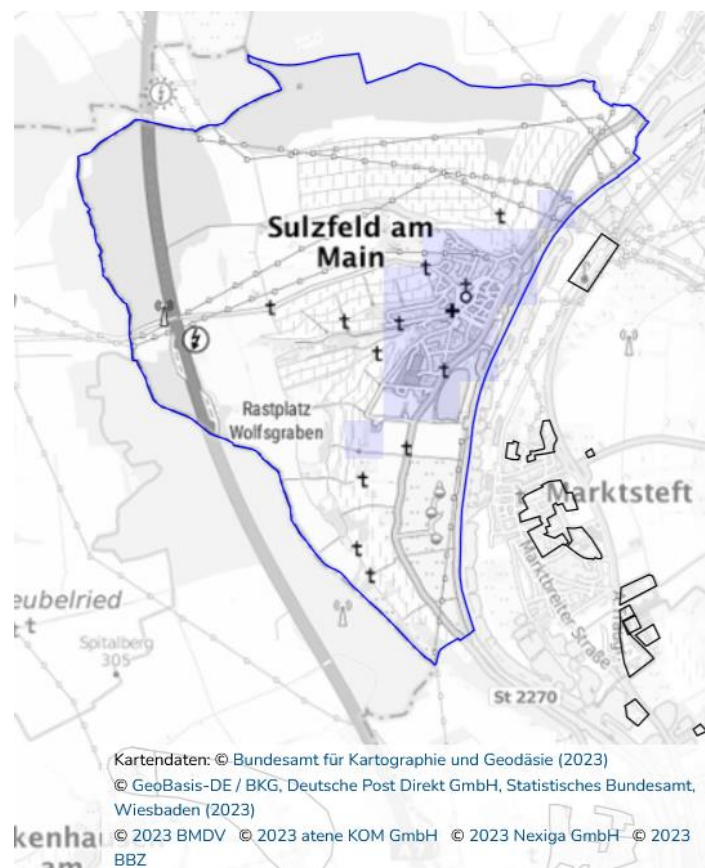 Sulzfeld am
Main
Rastplatz
Wolfsgraben
Marktsteft
Marktbreiter Straße
eubelried
Spitalberg
305
St 2270
Kartendaten: © Bundesamt für Kartographie und Geodäsie (2023)
© GeoBasis-DE / BKG, Deutsche Post Direkt GmbH, Statistisches Bundesamt,
Wiesbaden (2023)
© 2023 BMDV © 2023 atene KOM GmbH © 2023 Nexiga GmbH © 2023
BBZ
kenhau
am